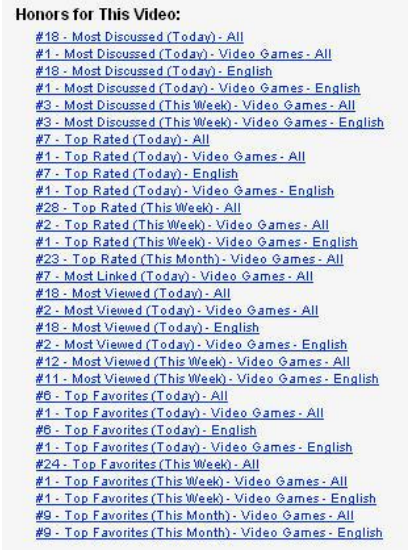 Honors for This Video:
#18 - Most Discussed (Today) - All
#1 - Most Discussed (Today) - Video Games - All
#18 - Most Discussed (Today) - English
#1 - Most Discussed (Today) - Video Games - English
#3 - Most Discussed (This Week) - Video Games - All
#3 - Most Discussed (This Week) - Video Games - English
#7 - Top Rated (Today) - All
#1 - Top Rated (Today) - Video Games - All
#7 - Top Rated (Today) - English
#1 - Top Rated (Today) - Video Games - English
#28 - Top Rated (This Week) - All
#2 - Top Rated (This Week) - Video Games - All
#1 - Top Rated (This Week) - Video Games - English
#23 - Top Rated (This Month) - Video Games - All
#7 - Most Linked (Today) - Video Games - All
#18 - Most Viewed (Today) - All
#2 - Most Viewed (Today) - Video Games - All
#18 - Most Viewed (Today) - English
#2 - Most Viewed (Today) - Video Games - English
#12 - Most Viewed (This Week) - Video Games - All
#11 - Most Viewed (This Week) - Video Games - English
#6 - Top Favorites (Today) - All
#1 - Top Favorites (Today) - Video Games - All
#6 - Top Favorites (Today) - English
#1 - Top Favorites (Today) - Video Games - English
#24 - Top Favorites (This Week) - All
#1 - Top Favorites (This Week) - Video Games - All
#1 - Top Favorites (This Week) - Video Games - English
#9 - Top Favorites (This Month) - Video Games - All
#9 - Top Favorites (This Month) - Video Games - English